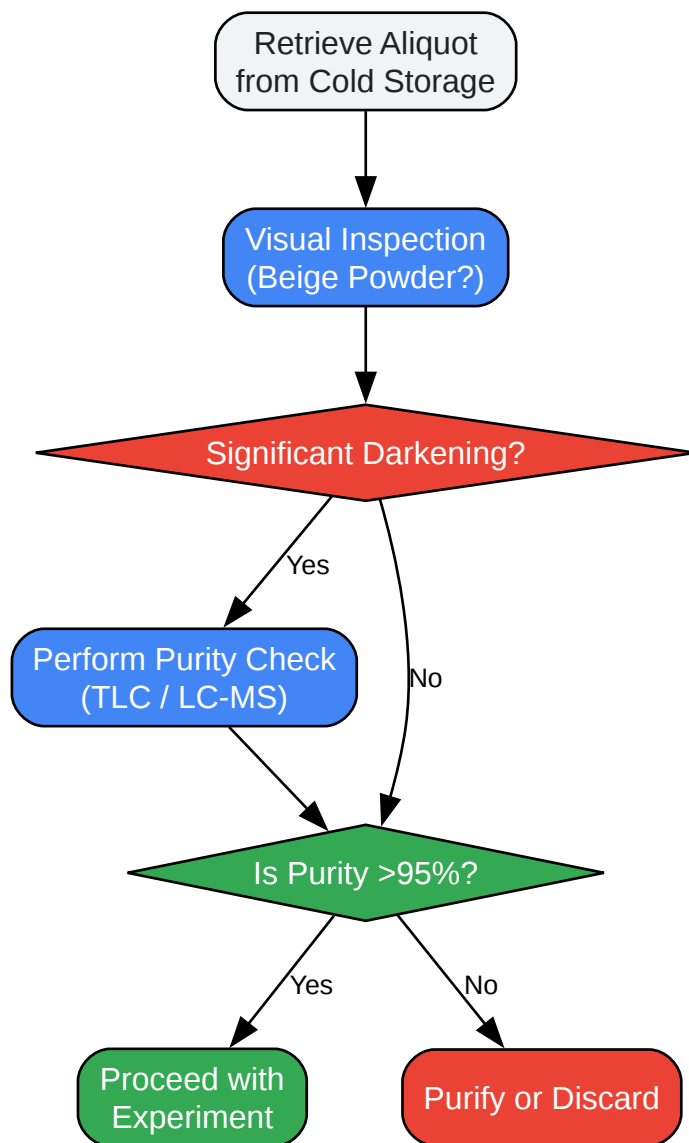 Retrieve Aliquot
from Cold Storage
Visual Inspection
(Beige Powder?)
Significant Darkening?
Yes
Perform Purity Check
(TLC / LC-MS)
No
Is Purity >95%?
Yes
No
Proceed with
Experiment
Purify or Discard